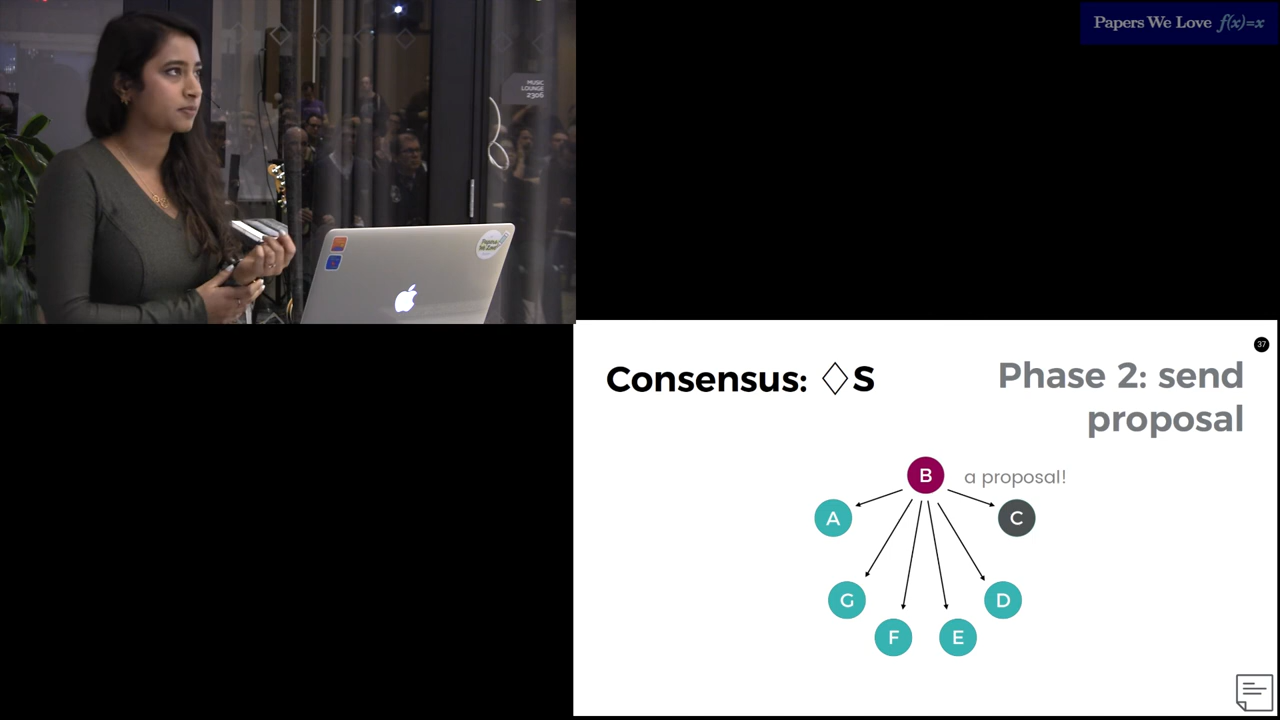 Papers We Love f(x)=x
MUSIC
LOUNGE
2306
37
Consensus: ◇S
Phase 2: send
proposal
B
a proposal!
A
C
G
D
F
E